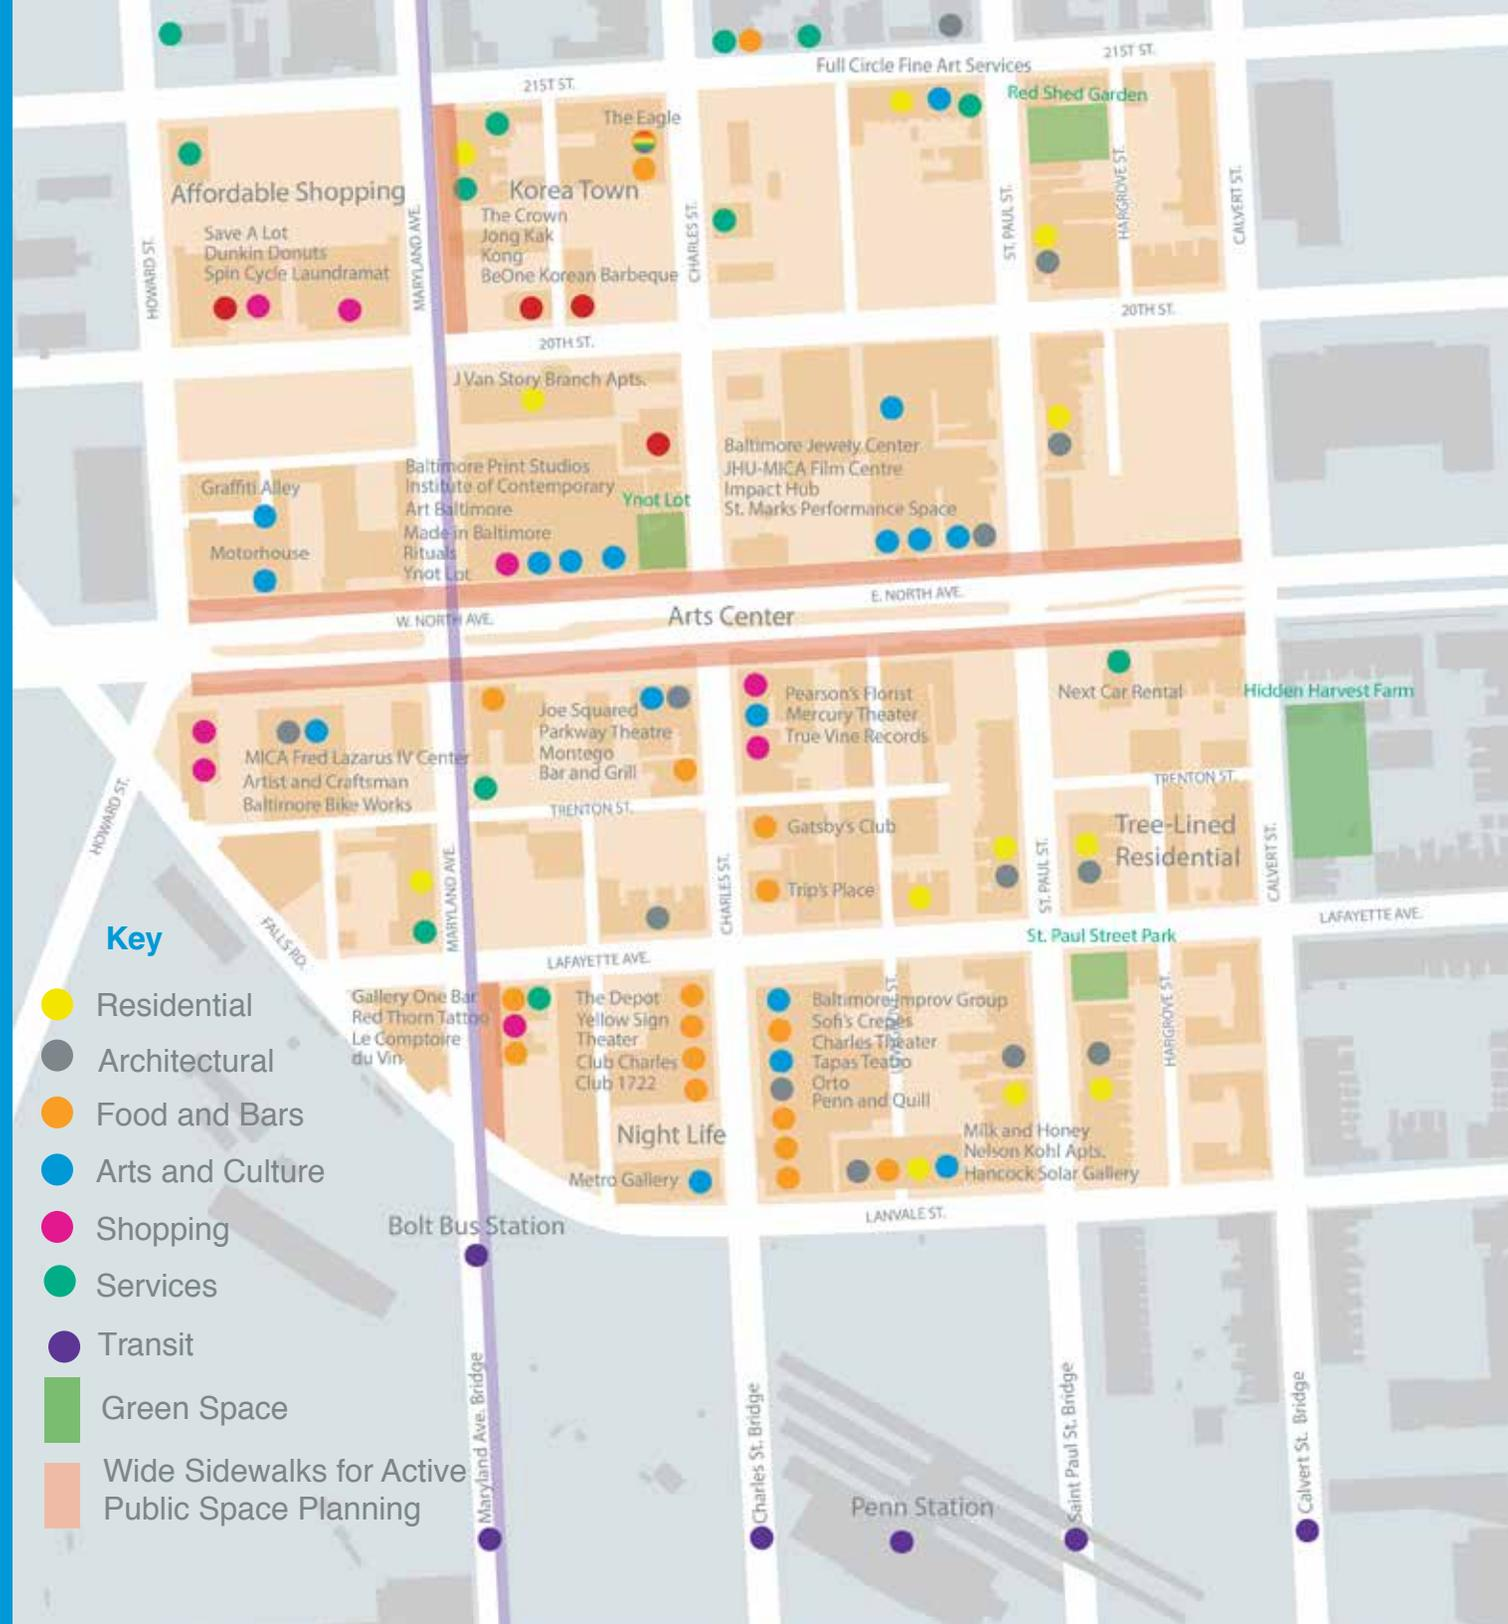 21ST ST.
Full Circle Fine Art Services
21ST ST.
Red Shed Garden
The Eagle
Affordable Shopping
Save A Lot
Dunkin Donuts
Spin Cycle Laundramat
Korea Town
The Crown
Jong Kak
Kong
BeOne Korean Barbeque
HOWARD ST.
MARYLAND AVE.
CHARLES ST.
ST. PAUL ST.
HARGROVE ST.
CALVERT ST.
20TH ST.
20TH ST.
J Van Story Branch Apts.
Graffiti Alley
Motorhouse
Baltimore Print Studios
Institute of Contemporary
Art Baltimore
Made in Baltimore
Rituals
Ynot Lot
Ynot Lot
Baltimore Jewely Center
JHU-MICA Film Centre
Impact Hub
St. Marks Performance Space
W. NORTH AVE.
Arts Center
E. NORTH AVE.
MICA Fred Lazarus IV Center
Artist and Craftsman
Baltimore Bike Works
Joe Squared
Parkway Theatre
Montego
Bar and Grill
Pearson's Florist
Mercury Theater
True Vine Records
Next Car Rental
Hidden Harvest Farm
TRENTON ST.
TRENTON ST.
Gatsby's Club
Trip's Place
Tree-Lined
Residential
HOWARD ST.
FALLS RD.
MARYLAND AVE.
CHARLES ST.
ST. PAUL ST.
CALVERT ST.
LAFAYETTE AVE.
LAFAYETTE AVE.
St. Paul Street Park
Gallery One Bar
Red Thorn Tattoo
Le Comptoire
du Vin
The Depot
Yellow Sign
Theater
Club Charles
Club 1722
Night Life
Metro Gallery
Baltimore Improv Group
Sofi's Crepes
Charles Theater
Tapas Teatro
Orto
Penn and Quill
Milk and Honey
Nelson Kohl Apts.
Hancock Solar Gallery
HARGROVE ST.
LANVALE ST.
Bolt Bus Station
Maryland Ave. Bridge
Charles St. Bridge
Penn Station
Saint Paul St. Bridge
Calvert St. Bridge
Key
Residential
Architectural
Food and Bars
Arts and Culture
Shopping
Services
Transit
Green Space
Wide Sidewalks for Active
Public Space Planning